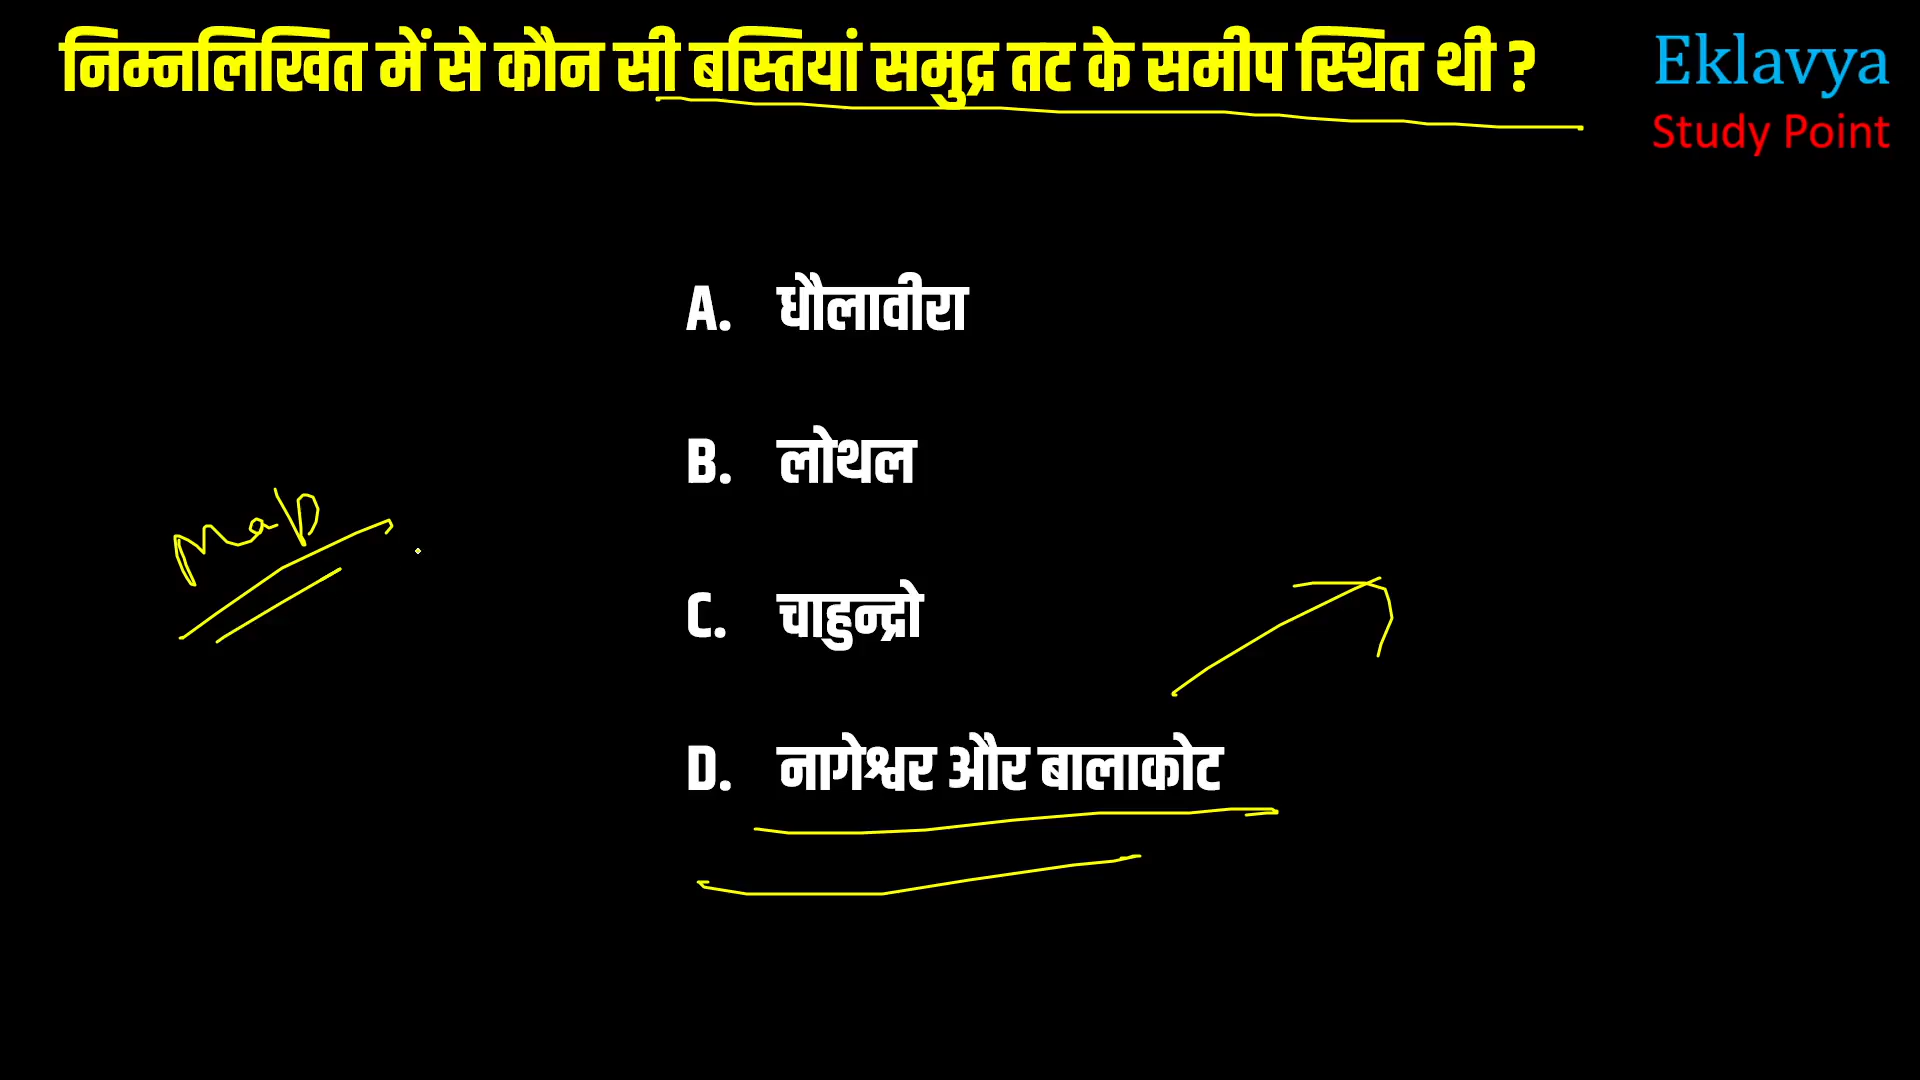 निम्नलिखित में से कौन सी बस्तियां समुद्र तट के समीप स्थित थी ?
Eklavya
Study Point
A. धौलावीरा
B. लोथल
Map
C. चाहुन्द्रो
D. नागेश्वर और बालाकोट